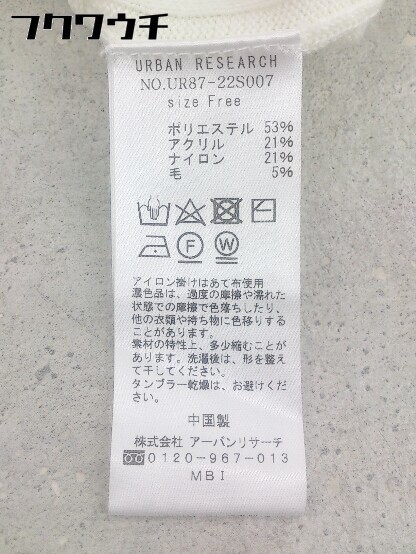 フクウクチ
URBAN RESEARCH
NO.UR87-22S007
size Free
ポリエステル 53%
アクリル 21%
ナイロン 21%
毛 5%
F
W
アイロン掛けはあて布使用
濃色品は、過度の摩擦や濡れた
状態での摩擦で色落ちしたり、
他の衣類や持ち物に色移りする
ことがあります。
素材の特性上、多少縮むことが
あります。洗濯後は、形を整え
て干してください。
タンブラー乾燥は、お避けくだ
さい。
中国製
株式会社 アーバンリサーチ
0120-967-013
MBI